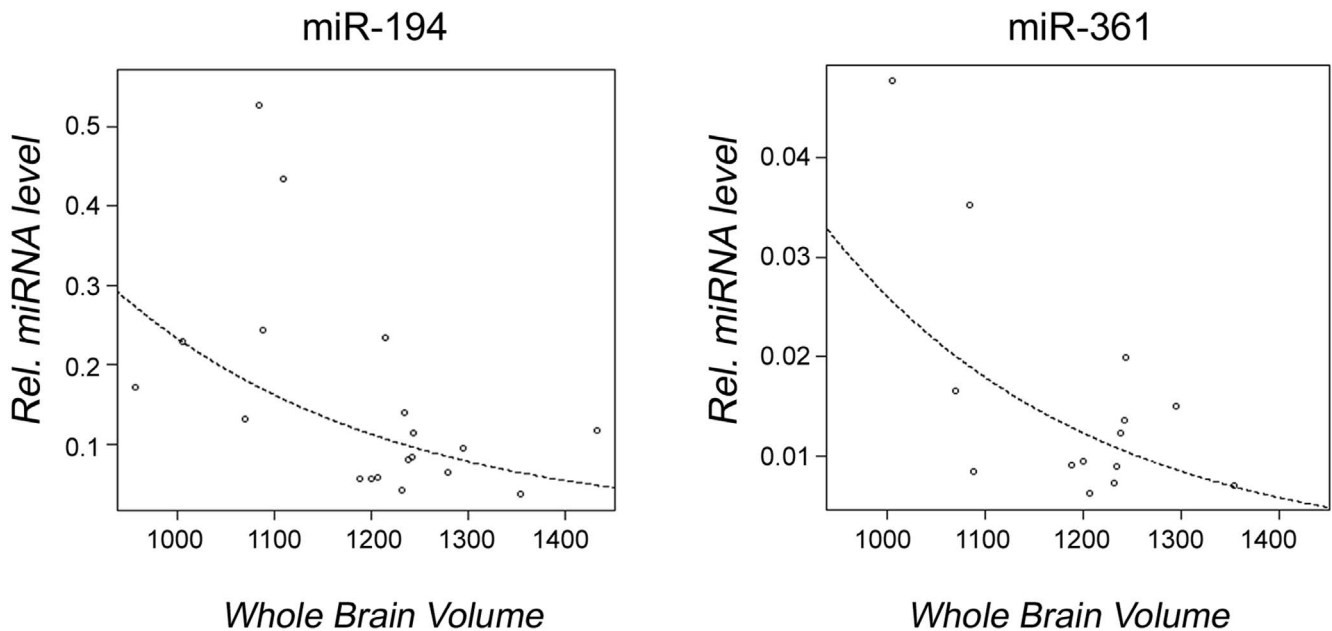 miR-194
miR-361
Rel. miRNA level
0.5
0.4
0.3
0.2
0.1
1000 1100 1200 1300 1400
Whole Brain Volume
Rel. miRNA level
0.04
0.03
0.02
0.01
1000 1100 1200 1300 1400
Whole Brain Volume